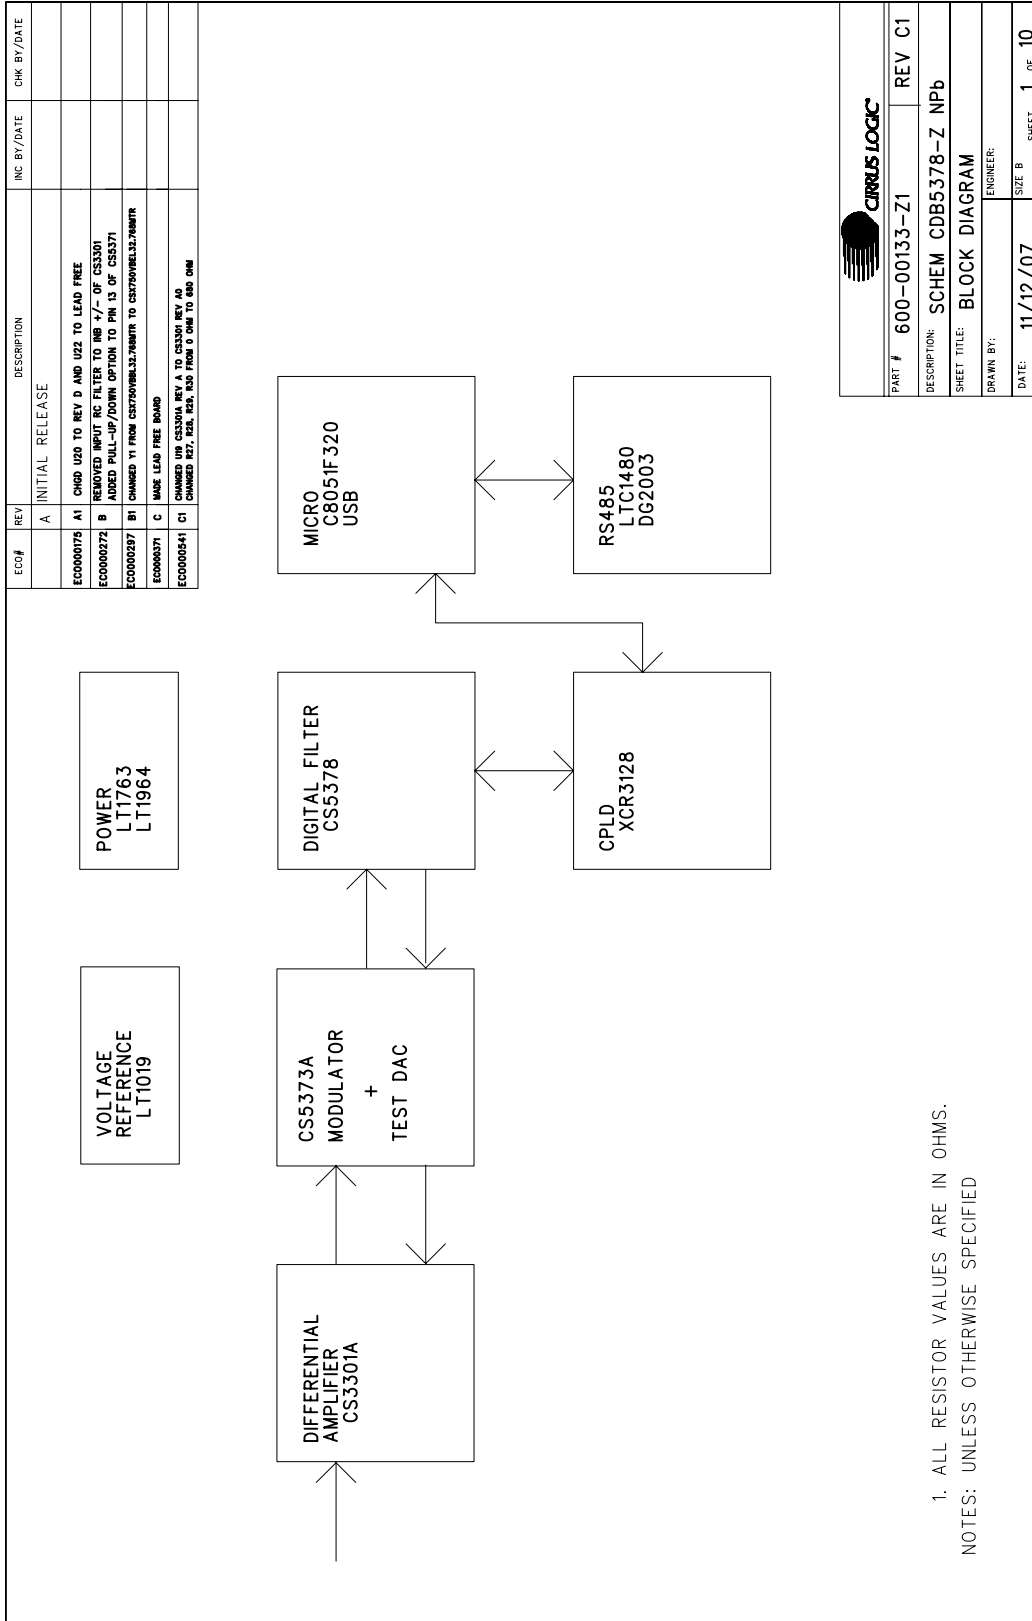 ECO# REV DESCRIPTION INC BY/DATE CHK BY/DATE
A INITIAL RELEASE
ECO000175 A1 CHGD U20 TO REV D AND U22 TO LEAD FREE
ECO000272 B REMOVED INPUT RC FILTER TO INB +/- OF CS3301
ADDED PULL-UP/DOWN OPTION TO PIN 13 OF CS5371
ECO000297 B1 CHANGED Y1 FROM CSX750VBBL32.768MTR TO CSX750VBEL32.768MTR
ECO000371 C MADE LEAD FREE BOARD
ECO000541 C1 CHANGED U19 CS3301A REV A TO CS3301 REV A0
CHANGED R27, R28, R29, R30 FROM 0 OHM TO 680 OHM
VOLTAGE
REFERENCE
LT1019
POWER
LT1763
LT1964
DIFFERENTIAL
AMPLIFIER
CS3301A
CS5373A
MODULATOR
+
TEST DAC
DIGITAL FILTER
CS5378
MICRO
C8051F320
USB
CPLD
XCR3128
RS485
LTC1480
DG2003
1. ALL RESISTOR VALUES ARE IN OHMS.
NOTES: UNLESS OTHERWISE SPECIFIED
CIRRUS LOGIC
PART # 600-00133-Z1 REV C1
DESCRIPTION: SCHEM CDB5378-Z NPb
SHEET TITLE: BLOCK DIAGRAM
DRAWN BY: ENGINEER:
DATE: 11/12/07 SIZE B SHEET 1 OF 10